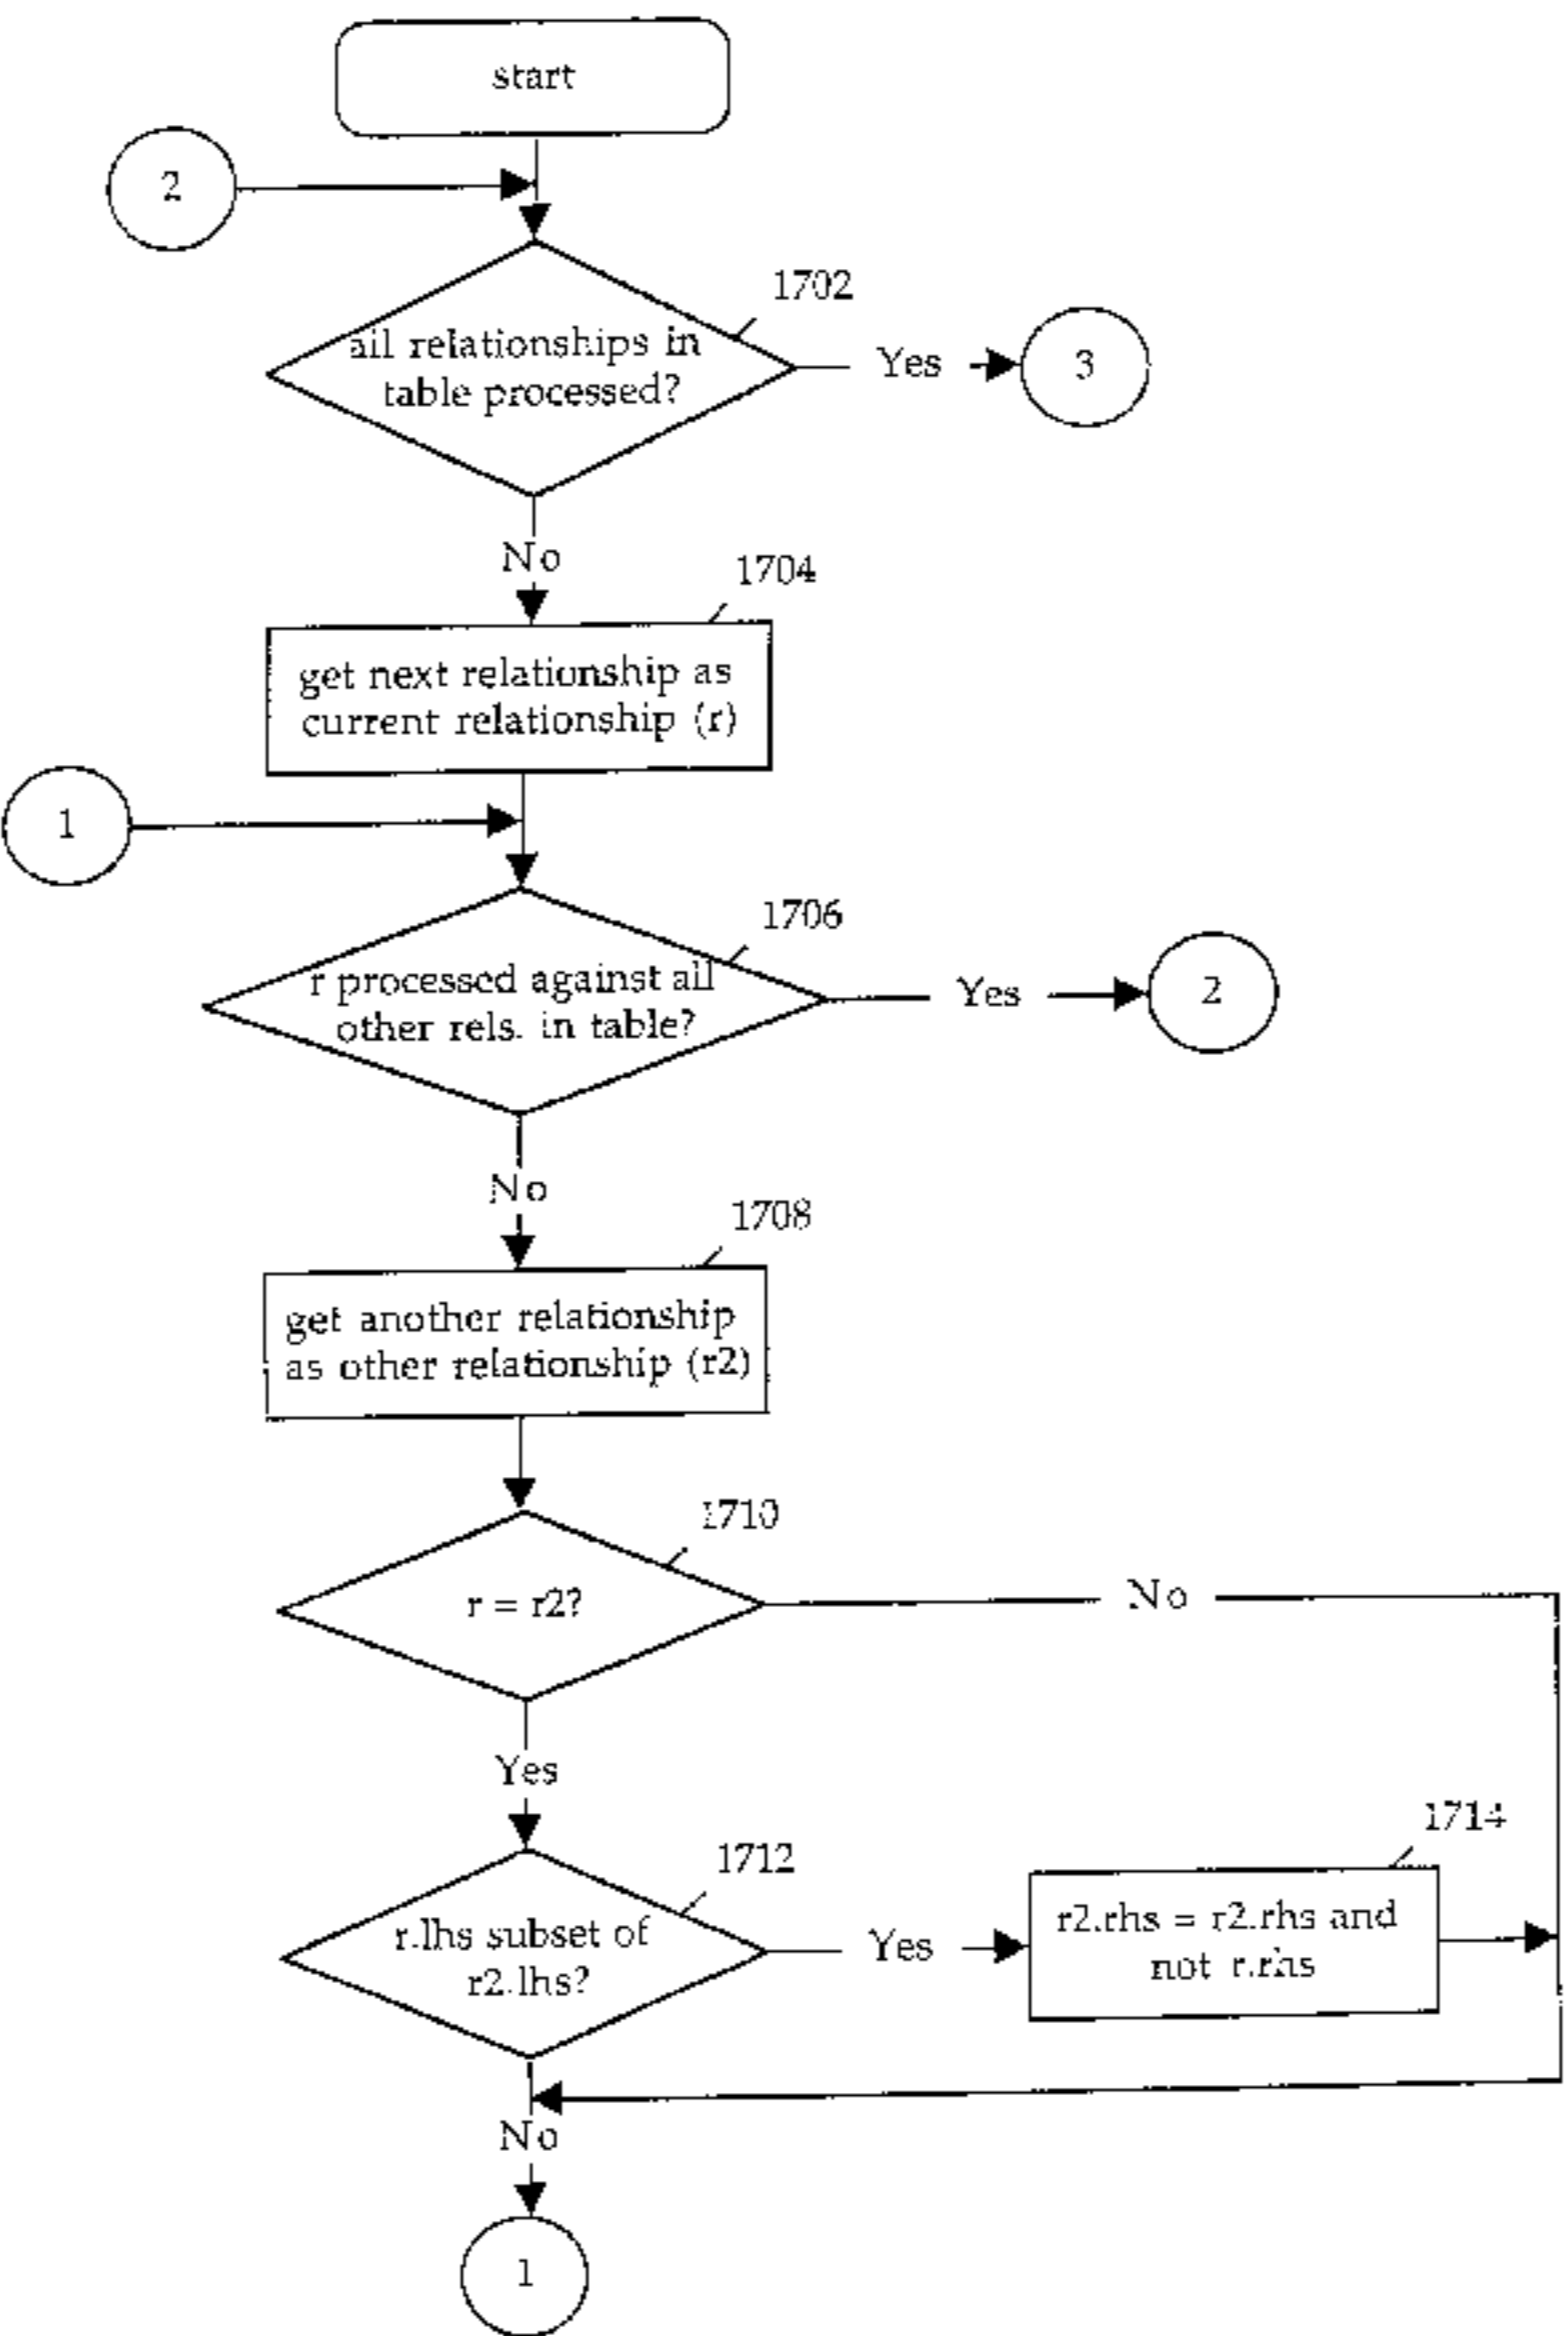 start
2
1702
ail relationships in
table processed?
Yes
3
No
1704
get next relationship as
current relationship (r)
1
1706
r processed against all
other rels. in table?
Yes
2
No
1708
get another relationship
as other relationship (r2)
1710
r = r2?
No
Yes
1712
1714
r.lhs subset of
r2.lhs?
Yes
r2.rhs = r2.rhs and
not r.rhs
No
1